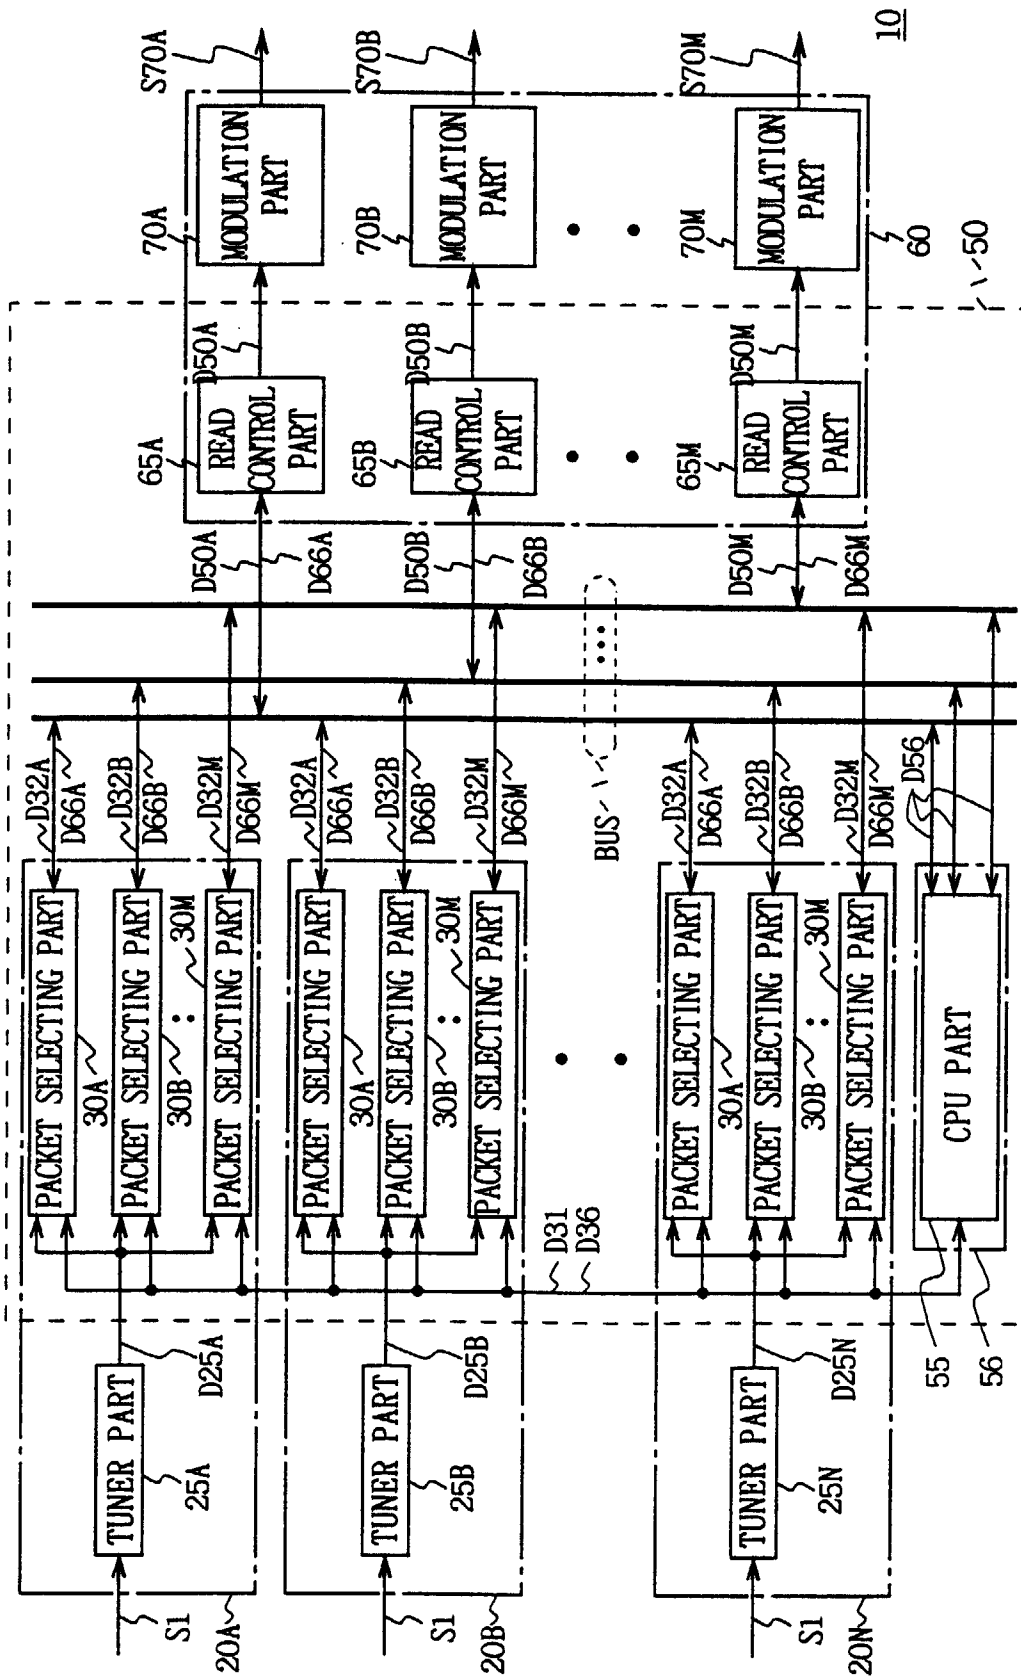 10
S1
20A
TUNER PART
25A
D25A
PACKET SELECTING PART
30A
PACKET SELECTING PART
30B
30M
PACKET SELECTING PART
D32A
D66A
D32B
D66B
D32M
D66M
S1
20B
TUNER PART
25B
D25B
PACKET SELECTING PART
30A
PACKET SELECTING PART
30B
30M
PACKET SELECTING PART
D32A
D66A
D32B
D66B
D32M
D66M
D31
D36
BUS
S1
20N
TUNER PART
25N
D25N
PACKET SELECTING PART
30A
PACKET SELECTING PART
30B
30M
PACKET SELECTING PART
D32A
D66A
D32B
D66B
D32M
D66M
55
56
CPU PART
D56
D50A
D66A
65A
READ
CONTROL
PART
D50A
70A
MODULATION
PART
S70A
D50B
D66B
65B
READ
CONTROL
PART
D50B
70B
MODULATION
PART
S70B
D50M
D66M
65M
READ
CONTROL
PART
D50M
70M
MODULATION
PART
S70M
60
50